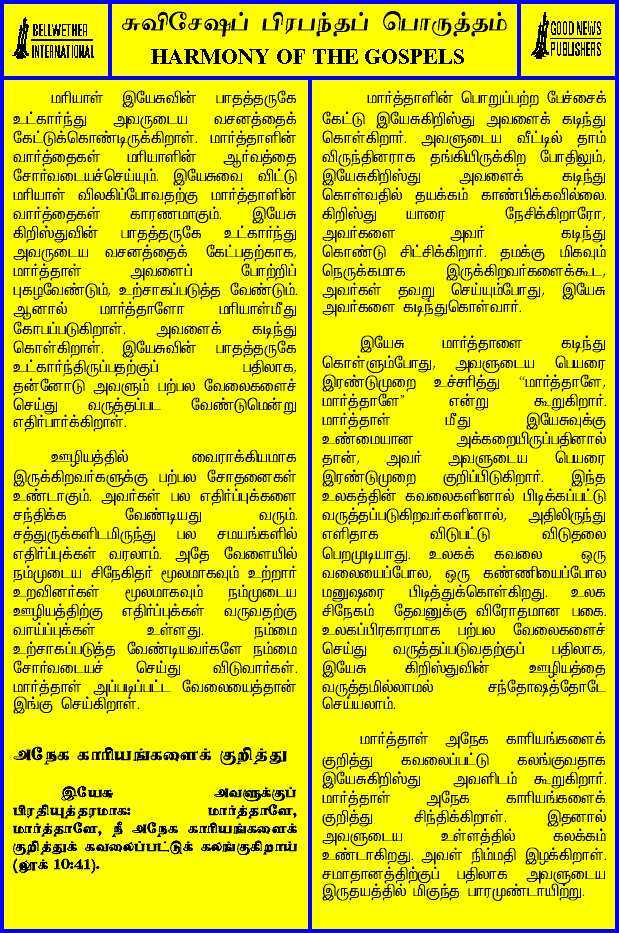 BELLWETHER
INTERNATIONAL
சுவிசேஷப் பிரபந்தப் பொருத்தம்
HARMONY OF THE GOSPELS
GOOD NEWS
PUBLISHERS
மரியாள் இயேசுவின் பாதத்தருகே
உட்கார்ந்து அவருடைய வசனத்தைக்
கேட்டுக்கொண்டிருக்கிறாள். மார்த்தாளின்
வார்த்தைகள் மரியாளின் ஆர்வத்தை
சோர்வடையச்செய்யும். இயேசுவை விட்டு
மரியாள் விலகிப்போவதற்கு மார்த்தாளின்
வார்த்தைகள் காரணமாகும். இயேசு
கிறிஸ்துவின் பாதத்தருகே உட்கார்ந்து
அவருடைய வசனத்தைக் கேட்பதற்காக,
மார்த்தாள் அவளைப் போற்றிப்
புகழவேண்டும், உற்சாகப்படுத்த வேண்டும்.
ஆனால் மார்த்தாளோ மரியாள்மீது
கோபப்படுகிறாள். அவளைக் கடிந்து
கொள்கிறாள். இயேசுவின் பாதத்தருகே
உட்கார்ந்திருப்பதற்குப் பதிலாக,
தன்னோடு அவளும் பற்பல வேலைகளைச்
செய்து வருத்தப்பட வேண்டுமென்று
எதிர்பார்க்கிறாள்.
ஊழியத்தில் வைராக்கியமாக
இருக்கிறவர்களுக்கு பற்பல சோதனைகள்
உண்டாகும். அவர்கள் பல எதிர்ப்புக்களை
சந்திக்க வேண்டியது வரும்.
சத்துருக்களிடமிருந்து பல சமயங்களில்
எதிர்ப்புக்கள் வரலாம். அதே வேளையில்
நம்முடைய சிநேகிதர் மூலமாகவும் உற்றார்
உறவினர்கள் மூலமாகவும் நம்முடைய
ஊழியத்திற்கு எதிர்ப்புக்கள் வருவதற்கு
வாய்ப்புக்கள் உள்ளது. நம்மை
உற்சாகப்படுத்த வேண்டியவர்களே நம்மை
சோர்வடையச் செய்து விடுவார்கள்.
மார்த்தாள் அப்படிப்பட்ட வேலையைத்தான்
இங்கு செய்கிறாள்.
அநேக காரியங்களைக் குறித்து
இயேசு அவளுக்குப்
பிரதியுத்தரமாக: மார்த்தாளே,
மார்த்தாளே, நீ அநேக காரியங்களைக்
குறித்துக் கவலைப்பட்டுக் கலங்குகிறாய்
(லூக் 10:41).
மார்த்தாளின் பொறுப்பற்ற பேச்சைக்
கேட்டு இயேசுகிறிஸ்து அவளைக் கடிந்து
கொள்கிறார். அவளுடைய வீட்டில் தாம்
விருந்தினராக தங்கியிருக்கிற போதிலும்,
இயேசுகிறிஸ்து அவளைக் கடிந்து
கொள்வதில் தயக்கம் காண்பிக்கவில்லை.
கிறிஸ்து யாரை நேசிக்கிறாரோ,
அவர்களை அவர் கடிந்து
கொண்டு சிட்சிக்கிறார். தமக்கு மிகவும்
நெருக்கமாக இருக்கிறவர்களைக்கூட,
அவர்கள் தவறு செய்யும்போது, இயேசு
அவர்களை கடிந்துகொள்வார்.
இயேசு மார்த்தாளை கடிந்து
கொள்ளும்போது, அவளுடைய பெயரை
இரண்டுமுறை உச்சரித்து “மார்த்தாளே,
மார்த்தாளே” என்று கூறுகிறார்.
மார்த்தாள் மீது இயேசுவுக்கு
உண்மையான அக்கறையிருப்பதினால்
தான், அவர் அவளுடைய பெயரை
இரண்டுமுறை குறிப்பிடுகிறார். இந்த
உலகத்தின் கவலைகளினால் பிடிக்கப்பட்டு
வருத்தப்படுகிறவர்களினால், அதிலிருந்து
எளிதாக விடுபட்டு விடுதலை
பெறமுடியாது. உலகக் கவலை ஒரு
வலையைப்போல, ஒரு கண்ணியைப்போல
மனுஷரை பிடித்துக்கொள்கிறது. உலக
சிநேகம் தேவனுக்கு விரோதமான பகை.
உலகப்பிரகாரமாக பற்பல வேலைகளைச்
செய்து வருத்தப்படுவதற்குப் பதிலாக,
இயேசு கிறிஸ்துவின் ஊழியத்தை
வருத்தமில்லாமல் சந்தோஷத்தோடே
செய்யலாம்.
மார்த்தாள் அநேக காரியங்களைக்
குறித்து கவலைப்பட்டு கலங்குவதாக
இயேசுகிறிஸ்து அவளிடம் கூறுகிறார்.
மார்த்தாள் அநேக காரியங்களைக்
குறித்து சிந்திக்கிறாள். இதனால்
அவளுடைய உள்ளத்தில் கலக்கம்
உண்டாகிறது. அவள் நிம்மதி இழக்கிறாள்.
சமாதானத்திற்குப் பதிலாக அவளுடைய
இருதயத்தில் மிகுந்த பாரமுண்டாயிற்று.